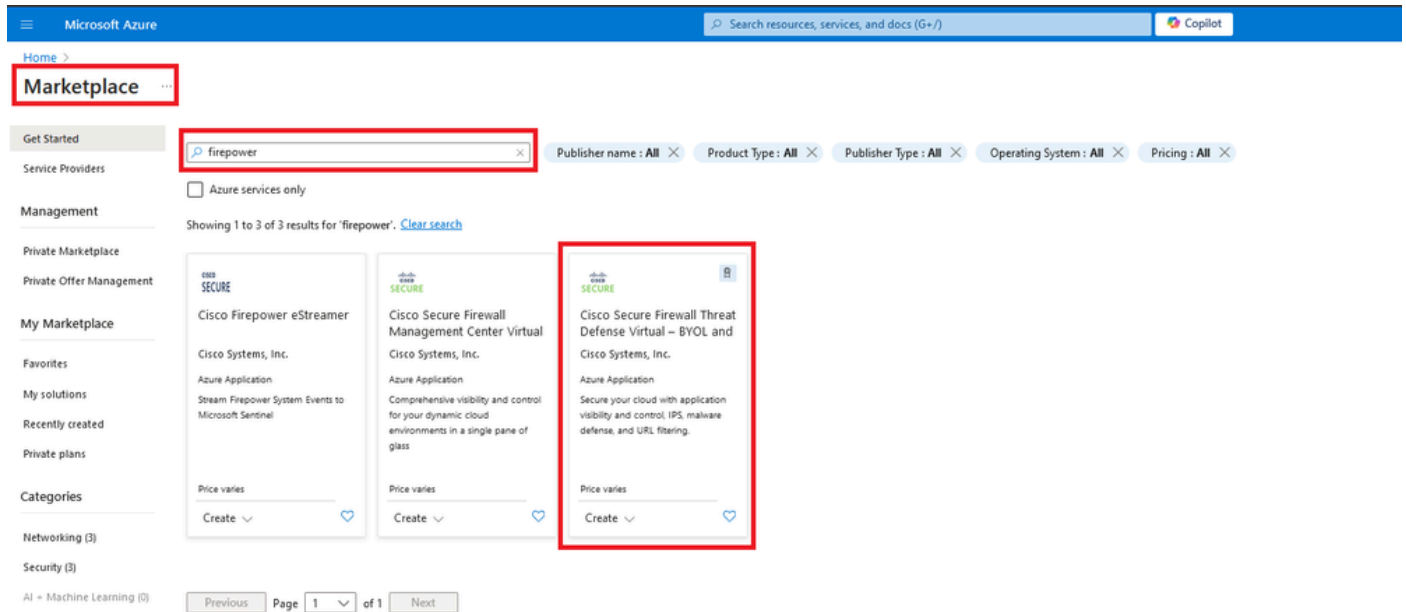 Microsoft Azure
Search resources, services, and docs (G+/)
Copilot
Home >
Marketplace ...
Get Started
Service Providers
Management
Private Marketplace
Private Offer Management
My Marketplace
Favorites
My solutions
Recently created
Private plans
Categories
Networking (3)
Security (3)
AI + Machine Learning (0)
firepower
Publisher name : All
Product Type : All
Publisher Type : All
Operating System : All
Pricing : All
Azure services only
Showing 1 to 3 of 3 results for 'firepower'. Clear search
CISCO
SECURE
Cisco Firepower eStreamer
Cisco Systems, Inc.
Azure Application
Stream Firepower System Events to
Microsoft Sentinel
Price varies
Create
CISCO
SECURE
Cisco Secure Firewall
Management Center Virtual
Cisco Systems, Inc.
Azure Application
Comprehensive visibility and control
for your dynamic cloud
environments in a single pane of
glass
Price varies
Create
CISCO
SECURE
Cisco Secure Firewall Threat
Defense Virtual – BYOL and
Cisco Systems, Inc.
Azure Application
Secure your cloud with application
visibility and control, IPS, malware
defense, and URL filtering.
Price varies
Create
Previous Page 1 of 1 Next